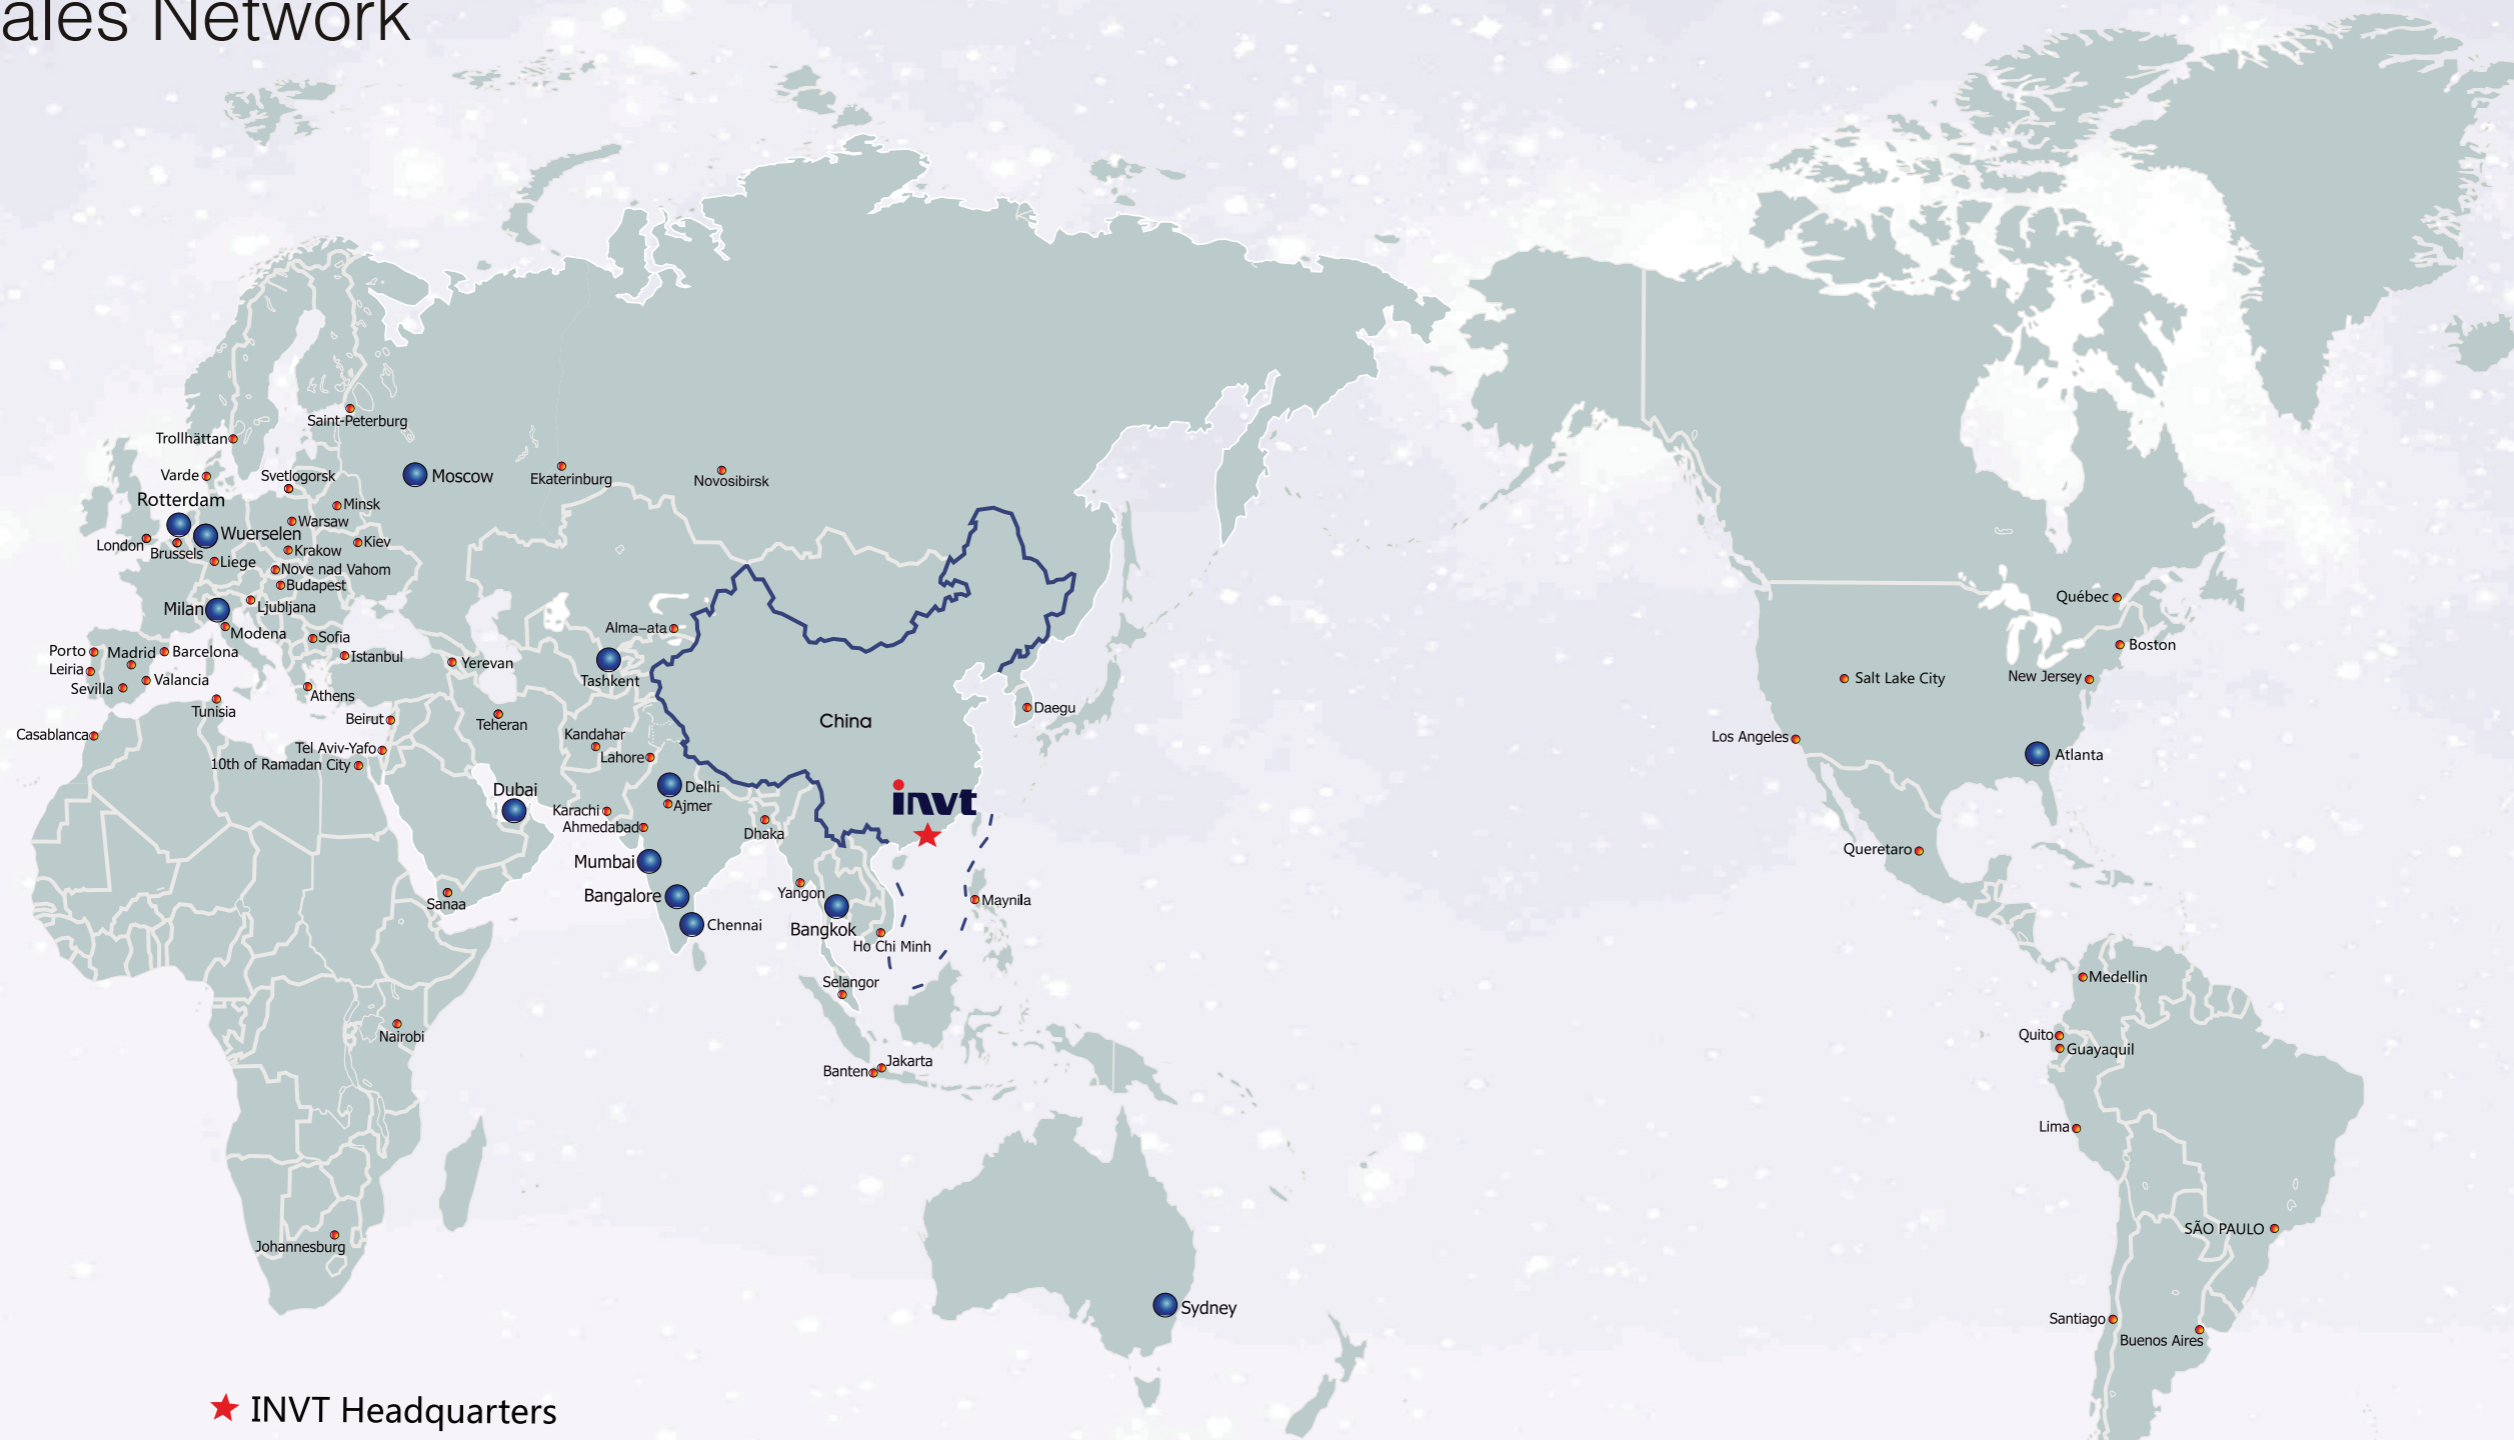 ales Network
Saint-Peterburg
Trollhättan
Varde
Svetlogorsk
Moscow
Ekaterinburg
Novosibirsk
Rotterdam
Minsk
Warsaw
Wuerselen
London
Brussels
Krakow
Kiev
Liege
Nove nad Vahom
Budapest
Milan
Ljubljana
Modena
Sofia
Alma-ata
Québec
Porto
Madrid
Barcelona
Istanbul
Yerevan
Boston
Leiria
Sevilla
Valancia
Athens
Tashkent
Salt Lake City
New Jersey
Tunisia
Beirut
Teheran
China
Daegu
Casablanca
Tel Aviv-Yafo
Kandahar
Lahore
Los Angeles
Atlanta
10th of Ramadan City
Dubai
Delhi
Ajmer
invt
Karachi
Ahmedabad
Dhaka
Mumbai
Queretaro
Bangalore
Yangon
Sanaa
Maynila
Chennai
Bangkok
Ho Chi Minh
Selangor
Medellin
Nairobi
Quito
Guayaquil
Jakarta
Banten
Lima
Johannesburg
SÃO PAULO
Sydney
Santiago
Buenos Aires
INVT Headquarters